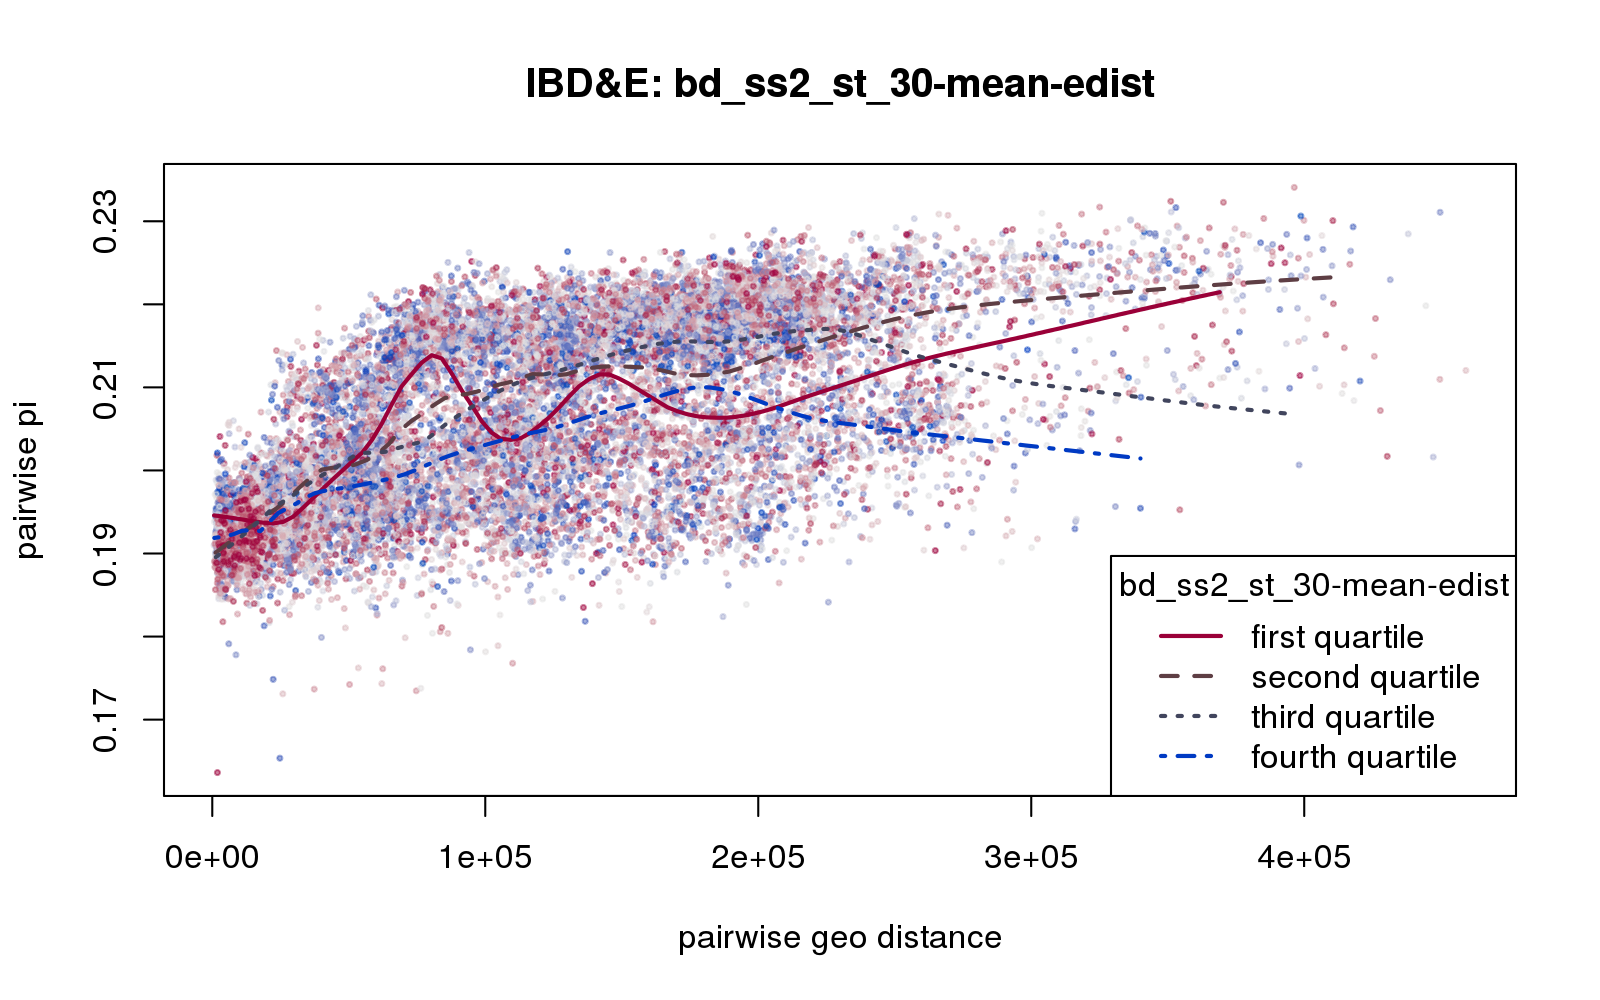 IBD&E: bd_ss2_st_30-mean-edist
pairwise pi
0.23
0.21
0.19
0.17
bd_ss2_st_30-mean-edist
first quartile
second quartile
third quartile
fourth quartile
0e+00 1e+05 2e+05 3e+05 4e+05
pairwise geo distance